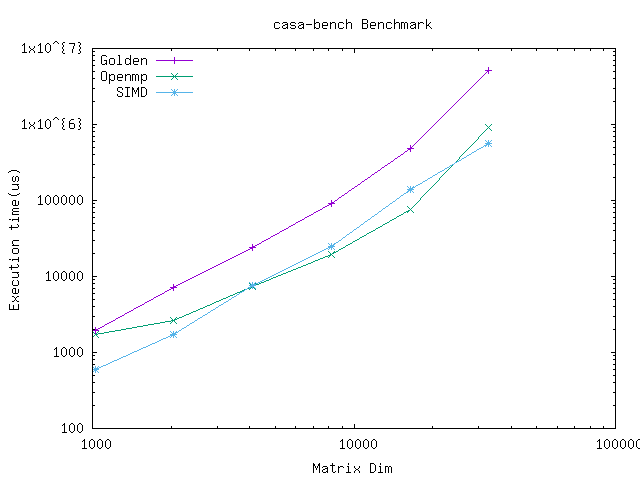 casa-bench Benchmark
1x10^{7}
Golden
Openmp
1x10^{6}
SIMD
100000
Execution time(us)
10000
1000
100
1000 10000 100000
Matrix Dim